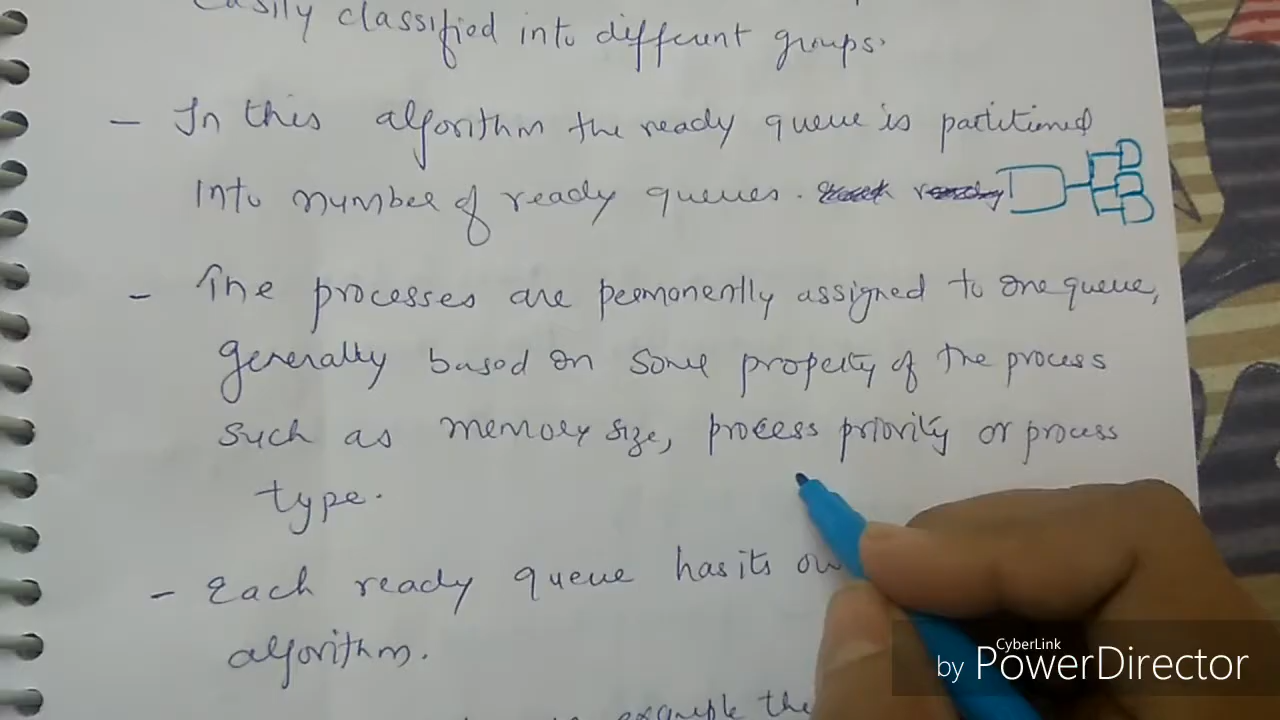 Easily classified into different groups.
- In this algorithm the ready queue is partitioned
into number of ready queues.
- The processes are permanently assigned to one queue,
generally based on some property of the process
such as memory size, process priority or process
type.
- Each ready queue has its ow
algorithm.
example the
CyberLink
by PowerDirector